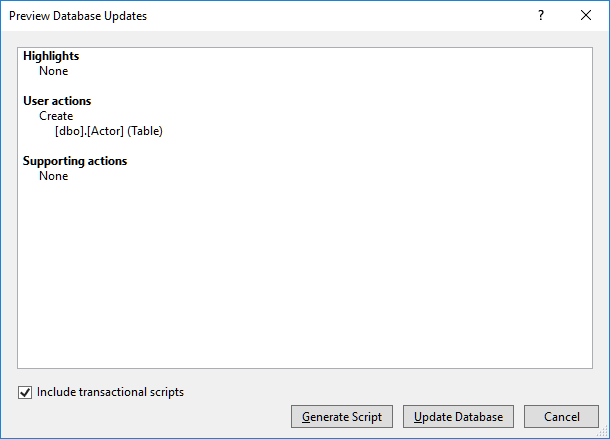 Preview Database Updates
?
Highlights
None
User actions
Create
[dbo].[Actor] (Table)
Supporting actions
None
Include transactional scripts
Generate Script
Update Database
Cancel